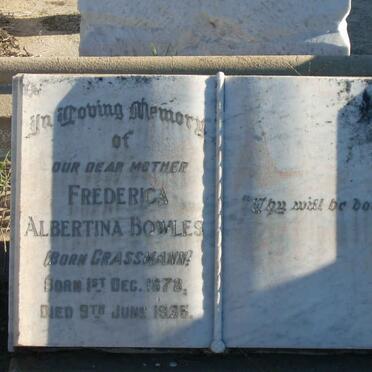 In Loving Memory
of
OUR DEAR MOTHER
FREDERICA
ALBERTINA BOWLES
(BORN GRASSMANN)
BORN 1ST DEC. 1878.
DIED 9TH JUNE
"Thy will be do